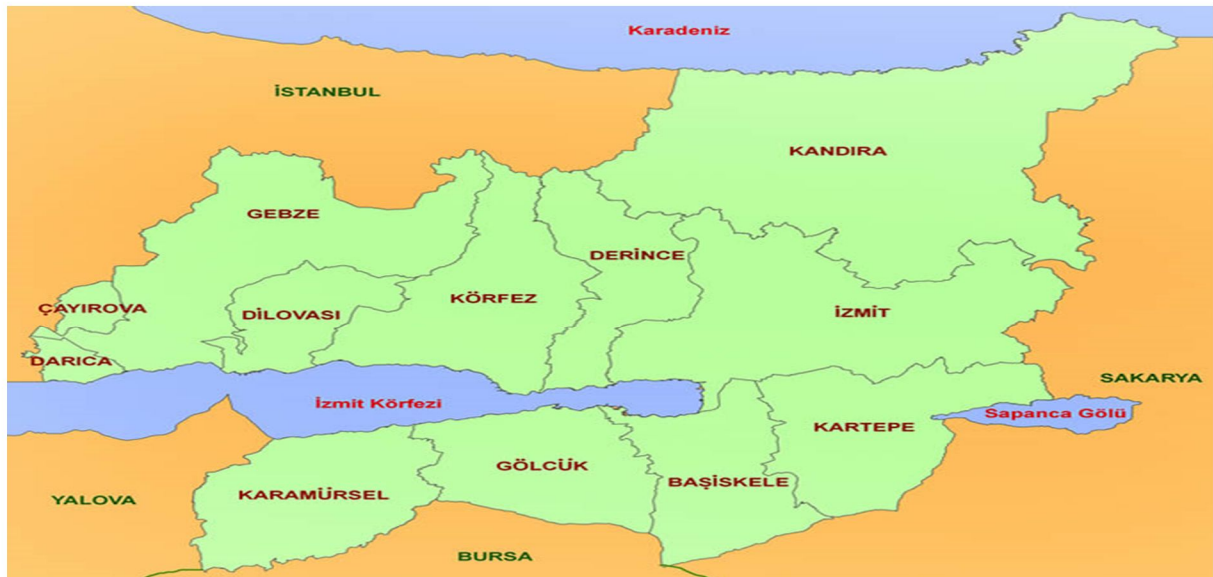 Karadeniz
İSTANBUL
KANDIRA
GEBZE
DERİNCE
KÖRFEZ
ÇAYIROVA
DİLOVASI
İZMİT
DARICA
SAKARYA
İzmit Körfezi
Sapanca Gölü
KARTEPE
GÖLCÜK
BAŞİSKELE
KARAMÜRSEL
YALOVA
BURSA